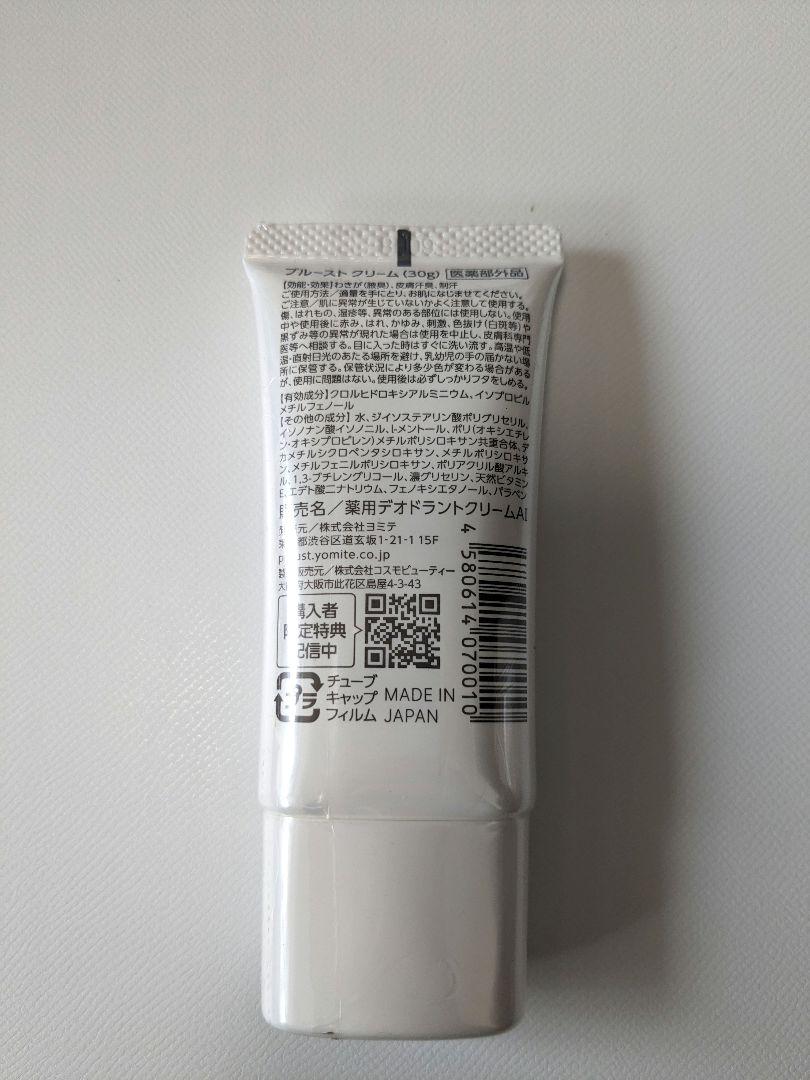 プルースト クリーム (30g) 医薬部外品
【効能・効果】わきが(腋臭)、皮膚汗臭、制汗
ご使用方法／適量を手にとり、お肌になじませてください。
ご注意／肌に異常が生じていないかよく注意して使用する。
傷、はれもの、湿疹等、異常のある部位には使用しない。使用
中や使用後に赤み、はれ、かゆみ、刺激、色抜け(白斑等)や
黒ずみ等の異常が現れた場合は使用を中止し、皮膚科専門
医等へ相談する。目に入った時はすぐに洗い流す。高温や低
温・直射日光のあたる場所を避け、乳幼児の手の届かない場
所に保管する。保管状況により多少色が変わる場合がある
が、使用に問題はない。使用後は必ずしっかりフタをしめる。
【有効成分】クロルヒドロキシアルミニウム、イソプロピル
メチルフェノール
【その他の成分】水、ジイソステアリン酸ポリグリセリル、
イソノナン酸イソノニル、l-メントール、ポリ(オキシエチレ
ン・オキシプロピレン)メチルポリシロキサン共重合体、デ
カメチルシクロペンタシロキサン、メチルポリシロキサ
ン、メチルフェニルポリシロキサン、ポリアクリル酸アルキ
ル、1,3-ブチレングリコール、濃グリセリン、天然ビタミン
E、エデト酸二ナトリウム、フェノキシエタノール、パラベン
売名／薬用デオドラントクリームAI
元／株式会社ヨミテ
都渋谷区道玄坂1-21-1 15F
ust.yomite.co.jp
販売元／株式会社コスモビューティー
大阪市此花区島屋4-3-43
購入者
限定特典
配信中
プラ
チューブ
キャップ
フィルム
MADE IN
JAPAN
4 580614 070010